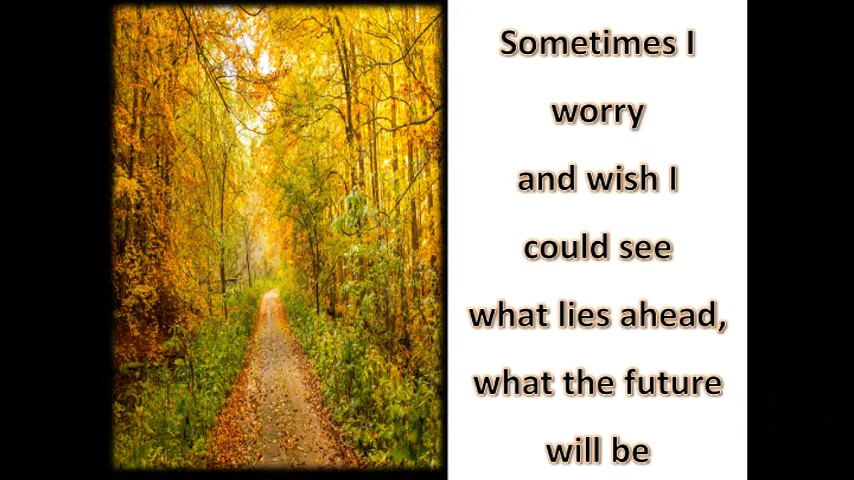 Sometimes I
worry
and wish I
could see
what lies ahead,
what the future
will be